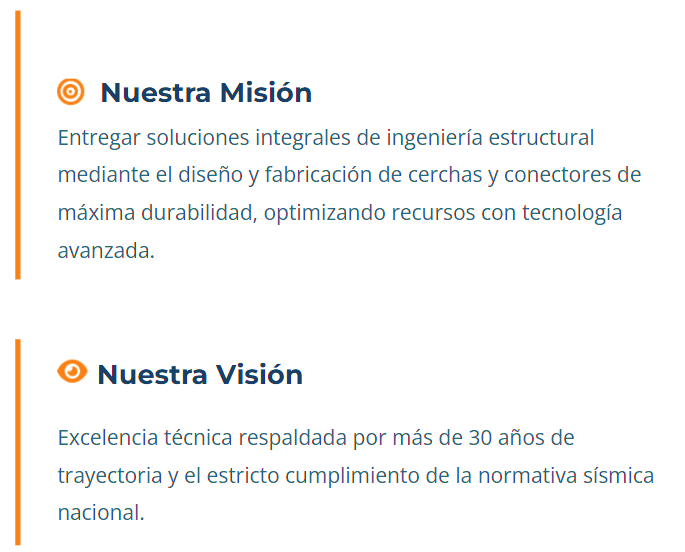 Nuestra Misión
Entregar soluciones integrales de ingeniería estructural
mediante el diseño y fabricación de cerchas y conectores de
máxima durabilidad, optimizando recursos con tecnología
avanzada.
Nuestra Visión
Excelencia técnica respaldada por más de 30 años de
trayectoria y el estricto cumplimiento de la normativa sísmica
nacional.